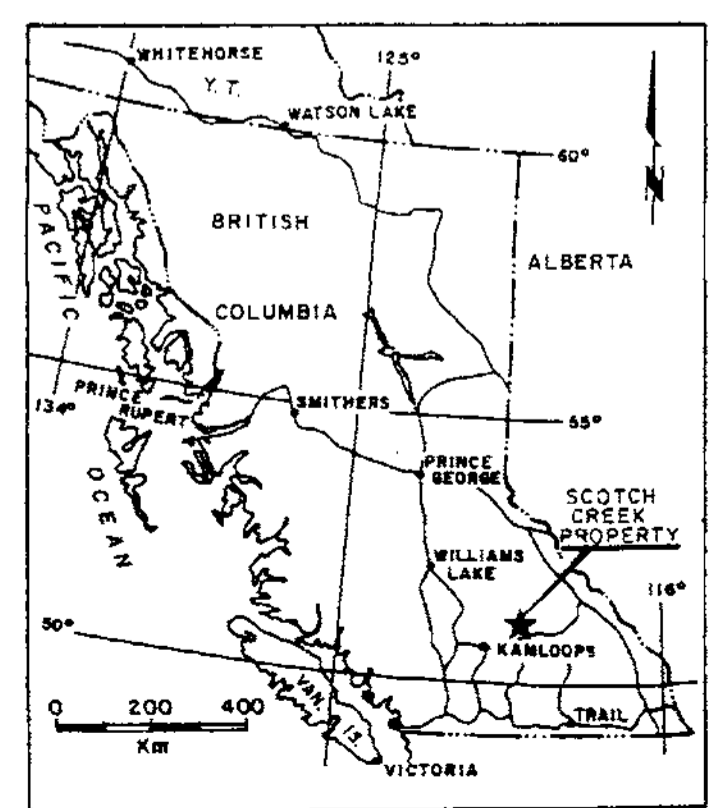 WHITEHORSE
125°
Y.T.
WATSON LAKE
60°
N
BRITISH
COLUMBIA
ALBERTA
PACIFIC
OCEAN
PRINCE
RUPERT
134°
SMITHERS
55°
PRINCE
GEORGE
SCOTCH
CREEK
PROPERTY
WILLIAMS
LAKE
116°
50°
KAMLOOPS
0 200 400
Km
VAN. IS.
TRAIL
VICTORIA